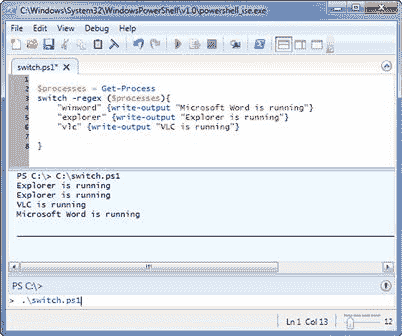 C:\Windows\System32\WindowsPowerShell\v1.0\powershell_ise.exe
File Edit View Debug Help
switch.ps1* X
1
2 $processes = Get-Process
3 switch -regex ($processes){
4 "winword" {write-output "Microsoft Word is running"}
5 "explorer" {write-output "Explorer is running"}
6 "vlc" {write-output "VLC is running"}
7
8 }
PS C:\> C:\switch.ps1
Explorer is running
Explorer is running
VLC is running
Microsoft Word is running
PS C:\>
> .\switch.ps1
Ln 1 Col 13 12